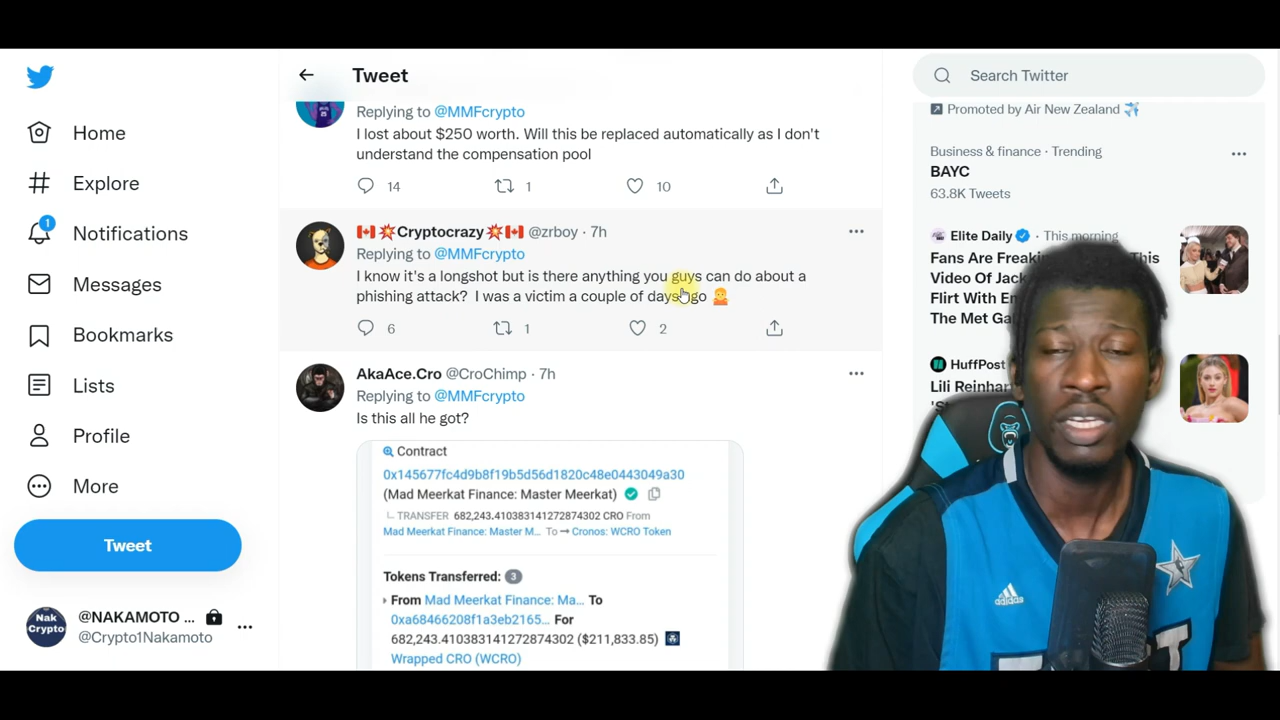 Tweet
Search Twitter
Home
Explore
1
Notifications
Messages
Bookmarks
Lists
Profile
More
Tweet
Nak
Crypto
@NAKAMOTO ...
@Crypto1Nakamoto
Replying to @MMFcrypto
I lost about $250 worth. Will this be replaced automatically as I don't
understand the compensation pool
14 1 10
🇨🇦💥Cryptocrazy💥🇨🇦 @zrboy · 7h
Replying to @MMFcrypto
I know it's a longshot but is there anything you guys can do about a
phishing attack? I was a victim a couple of days go
6 1 2
AkaAce.Cro @CroChimp · 7h
Replying to @MMFcrypto
Is this all he got?
Contract
0x145677fc4d9b8f19b5d56d1820c48e0443049a30
(Mad Meerkat Finance: Master Meerkat)
TRANSFER 682,243.410383141272874302 CRO From
Mad Meerkat Finance: Master M... To → Cronos: WCRO Token
Tokens Transferred: 3
From Mad Meerkat Finance: Ma... To
0xa68466208f1a3eb2165... For
682,243.410383141272874302 ($211,833.85)
Wrapped CRO (WCRO)
Promoted by Air New Zealand
Business & finance · Trending
BAYC
63.8K Tweets
Elite Daily · This morning
Fans Are Freaking This
Video Of Jack
Flirt With
The Met
HuffPost
Lili Reinhart
adidas